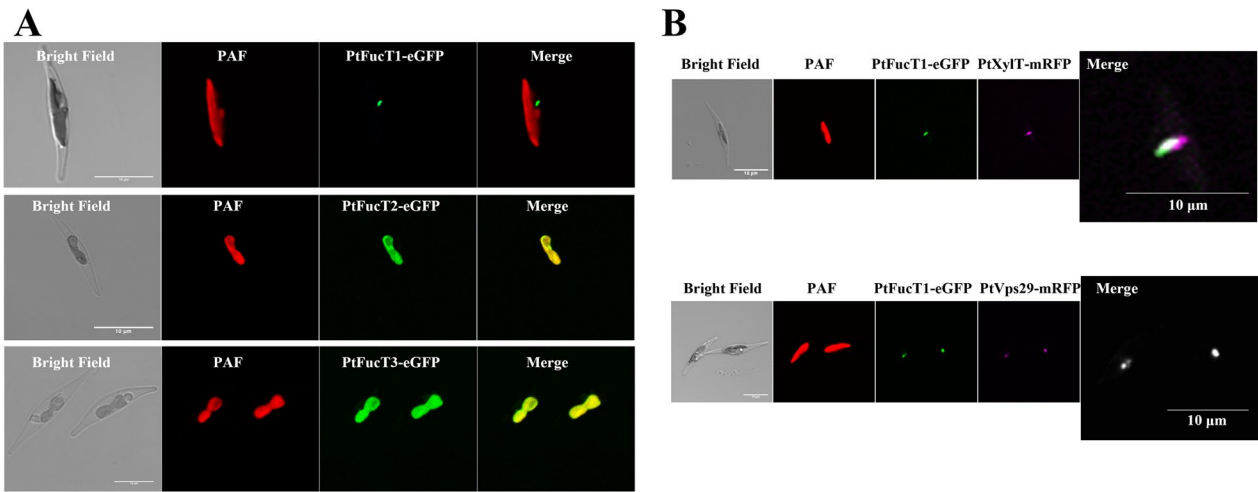 A
Bright Field PAF PtFucT1-eGFP Merge
Bright Field PAF PtFucT2-eGFP Merge
10 µm
Bright Field PAF PtFucT3-eGFP Merge
B
Bright Field PAF PtFucT1-eGFP PtXylT-mRFP Merge
10 µm
10 µm
Bright Field PAF PtFucT1-eGFP PtVps29-mRFP Merge
10 µm